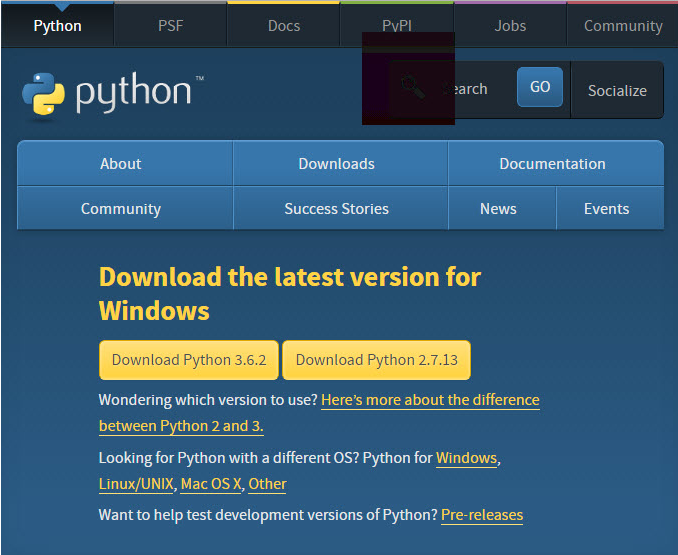 Python PSF Docs PyPI Jobs Community
python™
earch GO Socialize
About Downloads Documentation
Community Success Stories News Events
Download the latest version for
Windows
Download Python 3.6.2 Download Python 2.7.13
Wondering which version to use? Here's more about the difference
between Python 2 and 3.
Looking for Python with a different OS? Python for Windows,
Linux/UNIX, Mac OS X, Other
Want to help test development versions of Python? Pre-releases